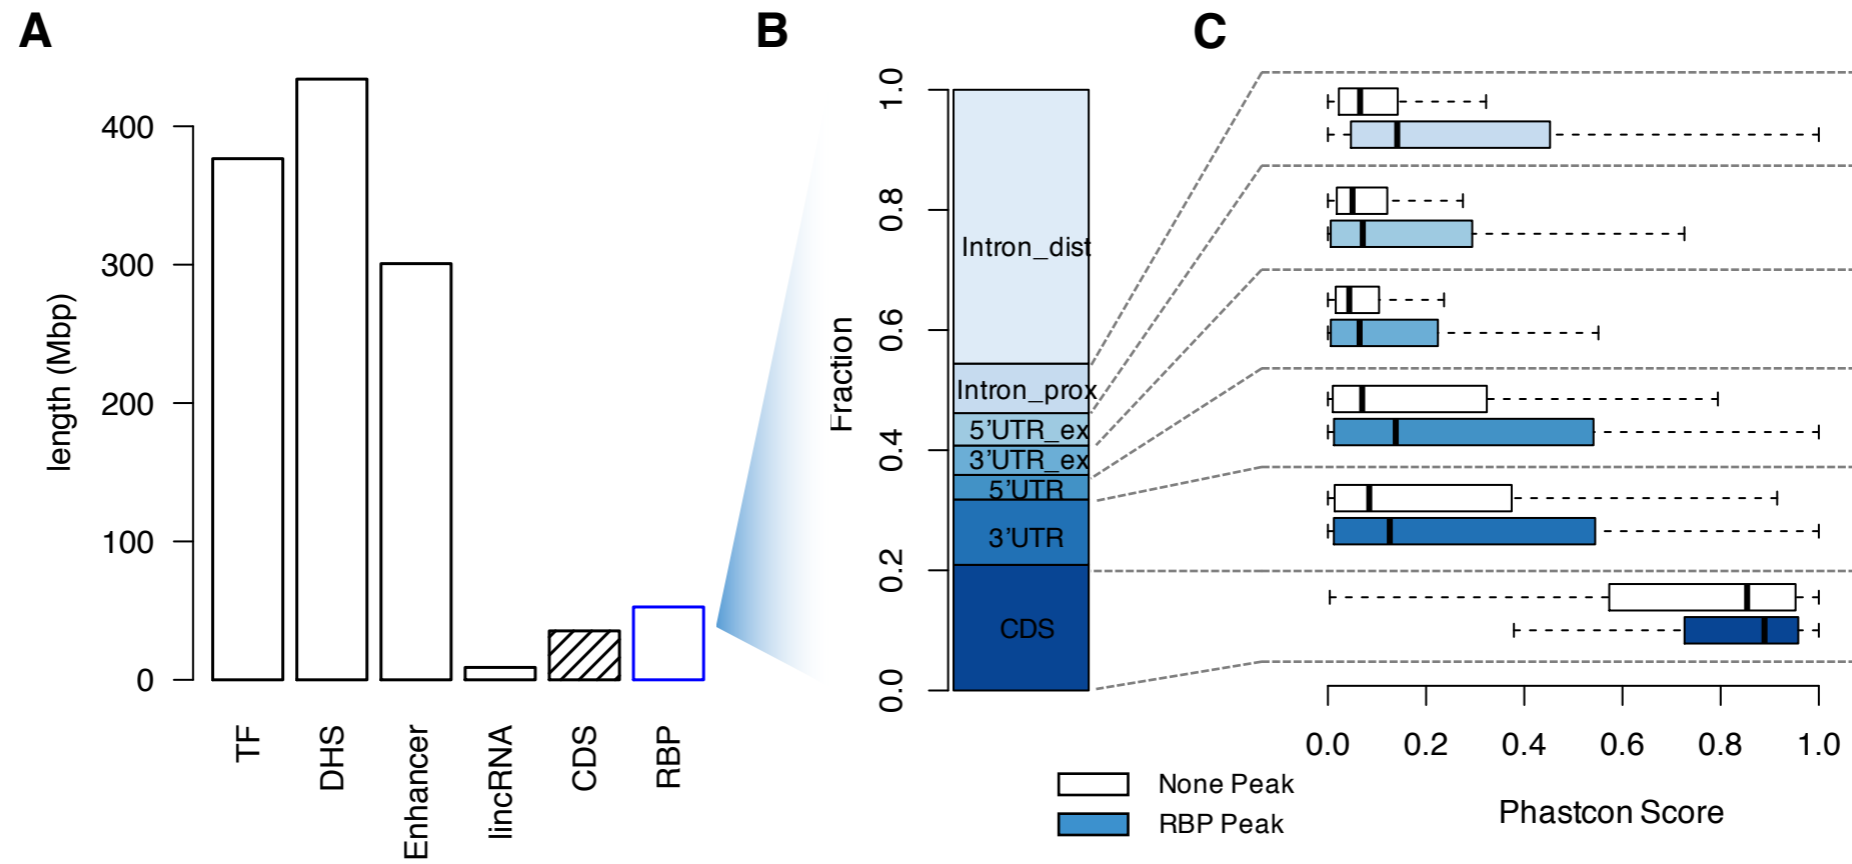 A
length (Mbp)
400
300
200
100
0
TF
DHS
Enhancer
lincRNA
CDS
RBP
B
Fraction
1.0
0.8
0.6
0.4
0.2
0.0
Intron_dist
Intron_prox
5’UTR_ex
3’UTR_ex
5’UTR
3’UTR
CDS
C
0.0 0.2 0.4 0.6 0.8 1.0
Phastcon Score
None Peak
RBP Peak